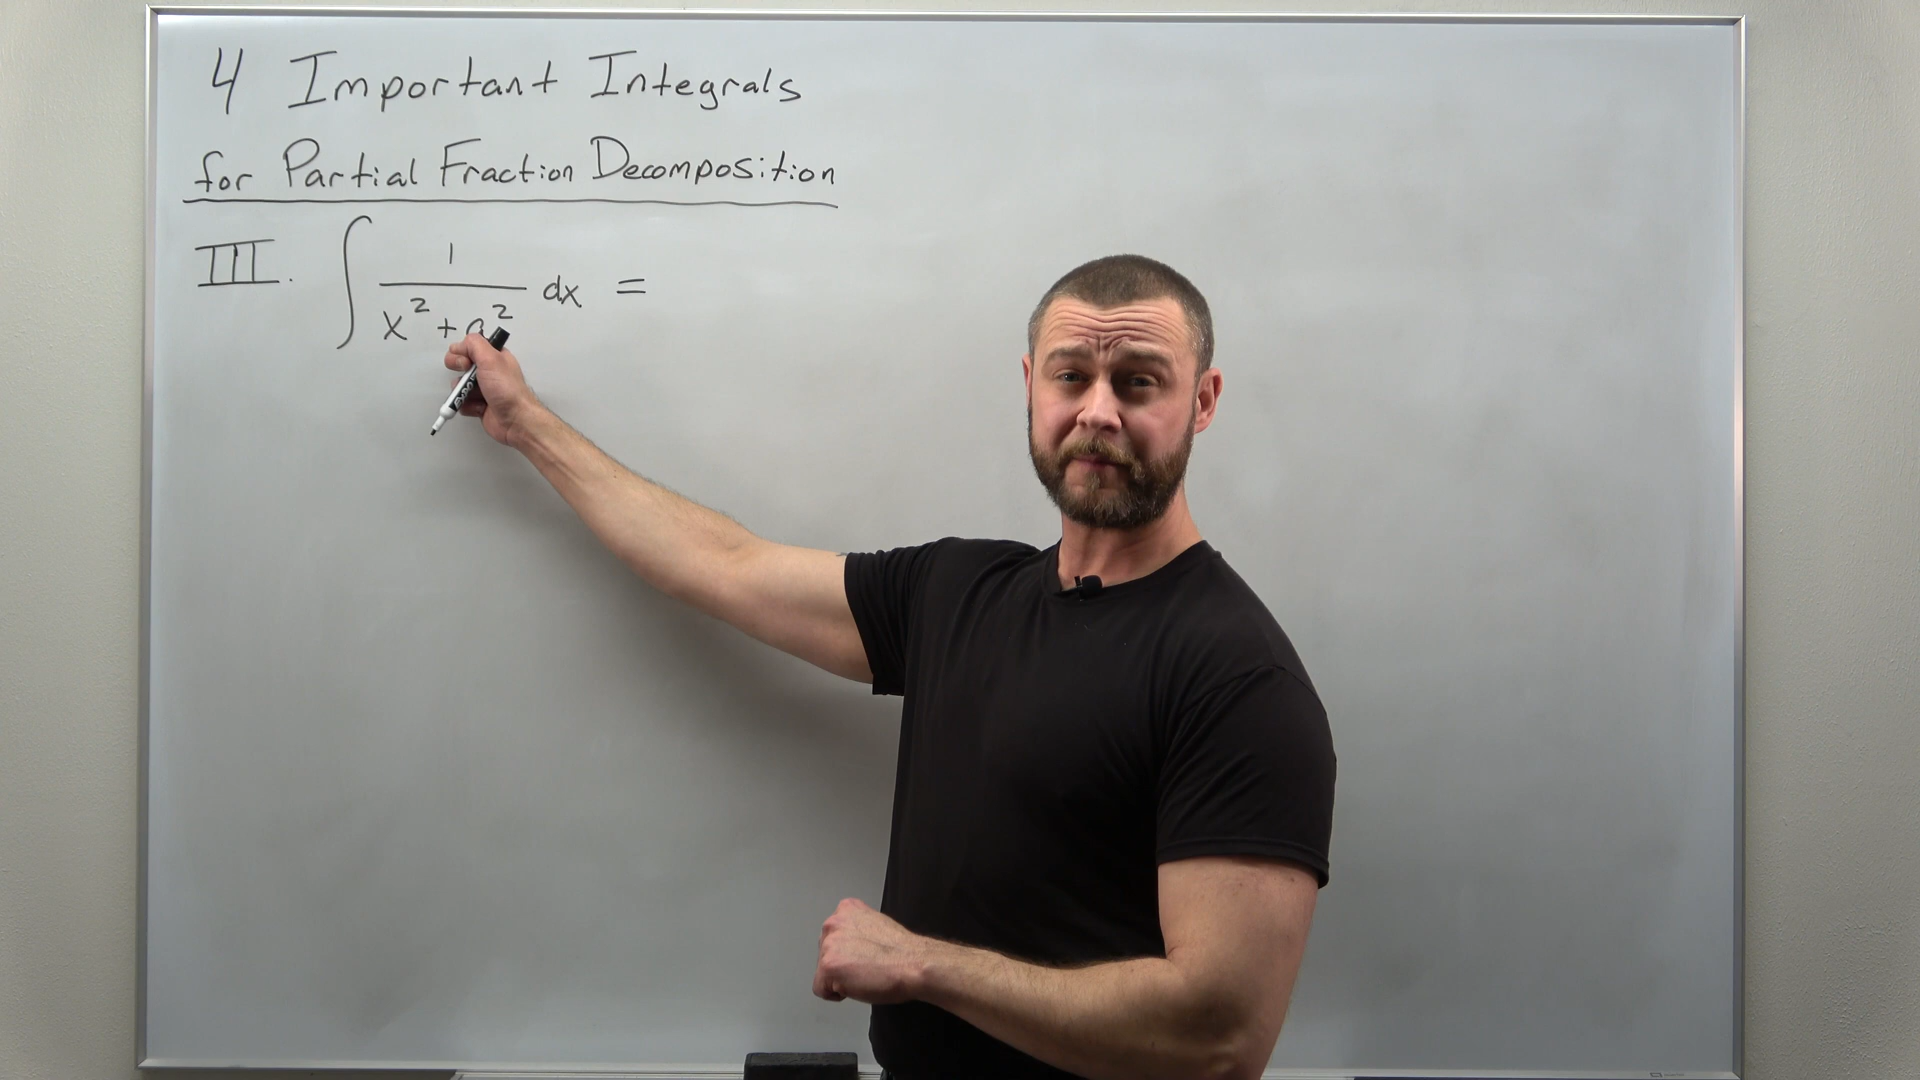 4 Important Integrals
for Partial Fraction Decomposition
III. ∫ 1/(x² + a²) dx =